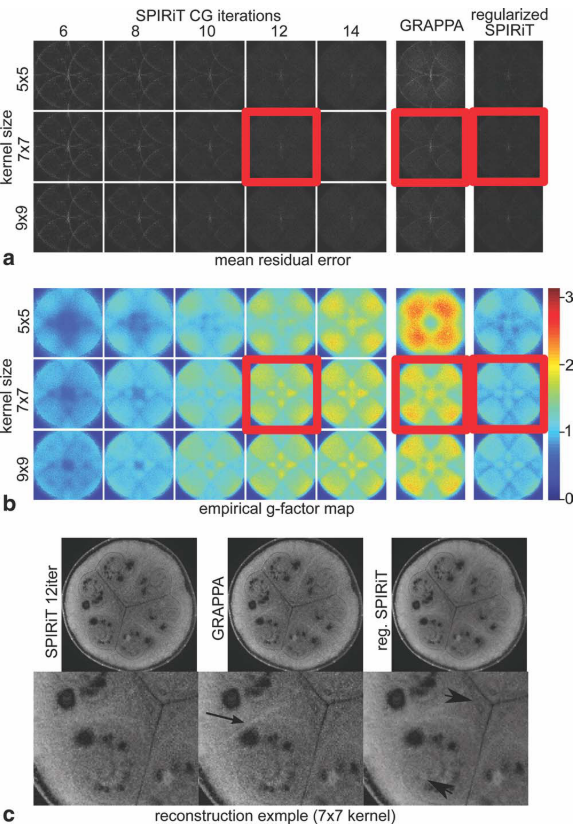 SPIRiT CG iterations
6 8 10 12 14 GRAPPA regularized SPIRiT
kernel size
5x5
7x7
9x9
a
mean residual error
kernel size
5x5
7x7
9x9
3
2
1
0
b
empirical g-factor map
SPIRiT 12iter
GRAPPA
reg. SPIRiT
c
reconstruction exmple (7x7 kernel)